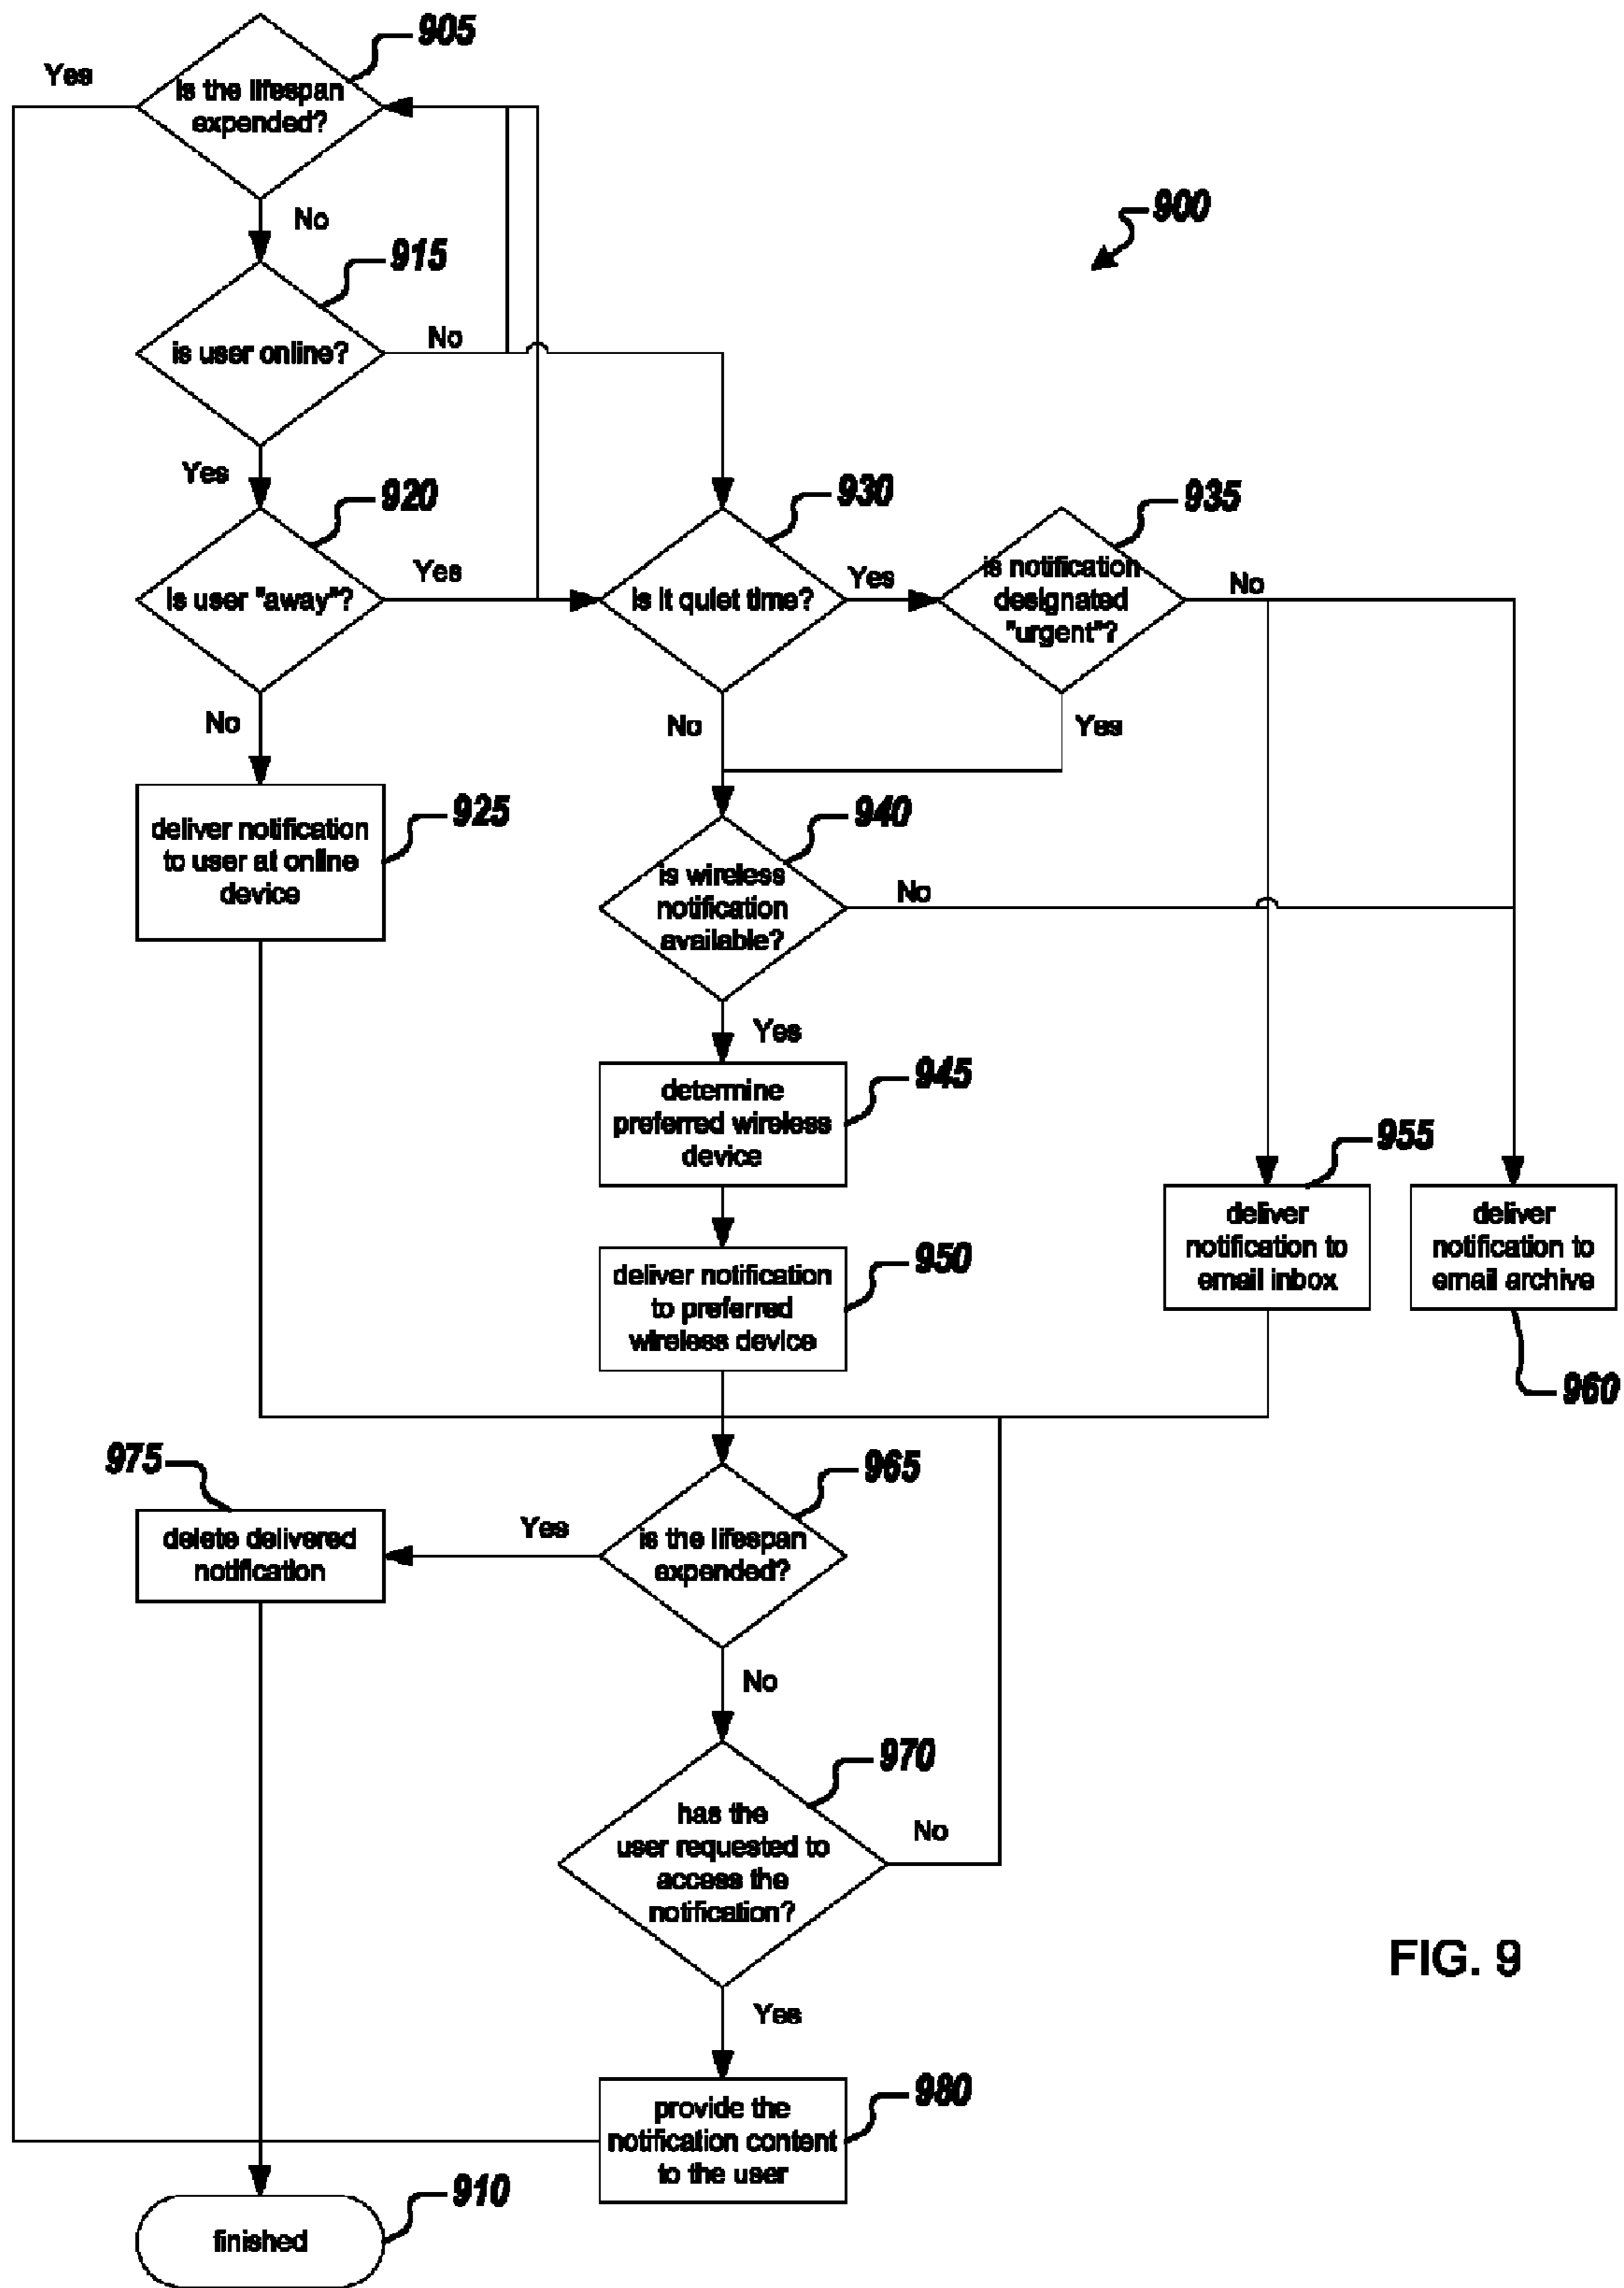 905
Yes
is the lifespan
expended?
900
No
915
is user online?
No
Yes
920
930
935
is user "away"?
Yes
is it quiet time?
Yes
is notification
designated
"urgent"?
No
No
No
Yes
deliver notification
to user at online
device
925
940
is wireless
notification
available?
No
Yes
determine
preferred wireless
device
945
955
deliver
notification to
email inbox
deliver
notification to
email archive
960
deliver notification
to preferred
wireless device
950
975
965
delete delivered
notification
Yes
is the lifespan
expended?
No
970
has the
user requested to
access the
notification?
No
FIG. 9
Yes
980
provide the
notification content
to the user
910
finished